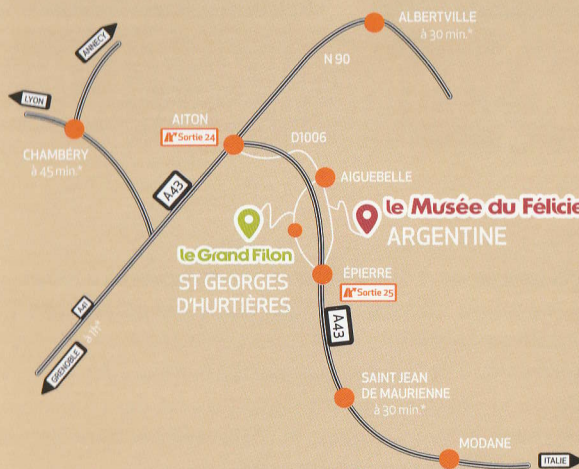 ALBERTVILLE
à 30 min.*
ANNECY
N 90
LYON
AITON
Sortie 24
D1006
CHAMBÉRY
à 45 min.*
AIGUEBELLE
A43
le Musée du Félicie
ARGENTINE
le Grand Filon
ST GEORGES
D'HURTIÈRES
ÉPIERRE
Sortie 25
A41
à 1h*
A43
GRENOBLE
SAINT JEAN
DE MAURIENNE
à 30 min.*
MODANE
ITALIE